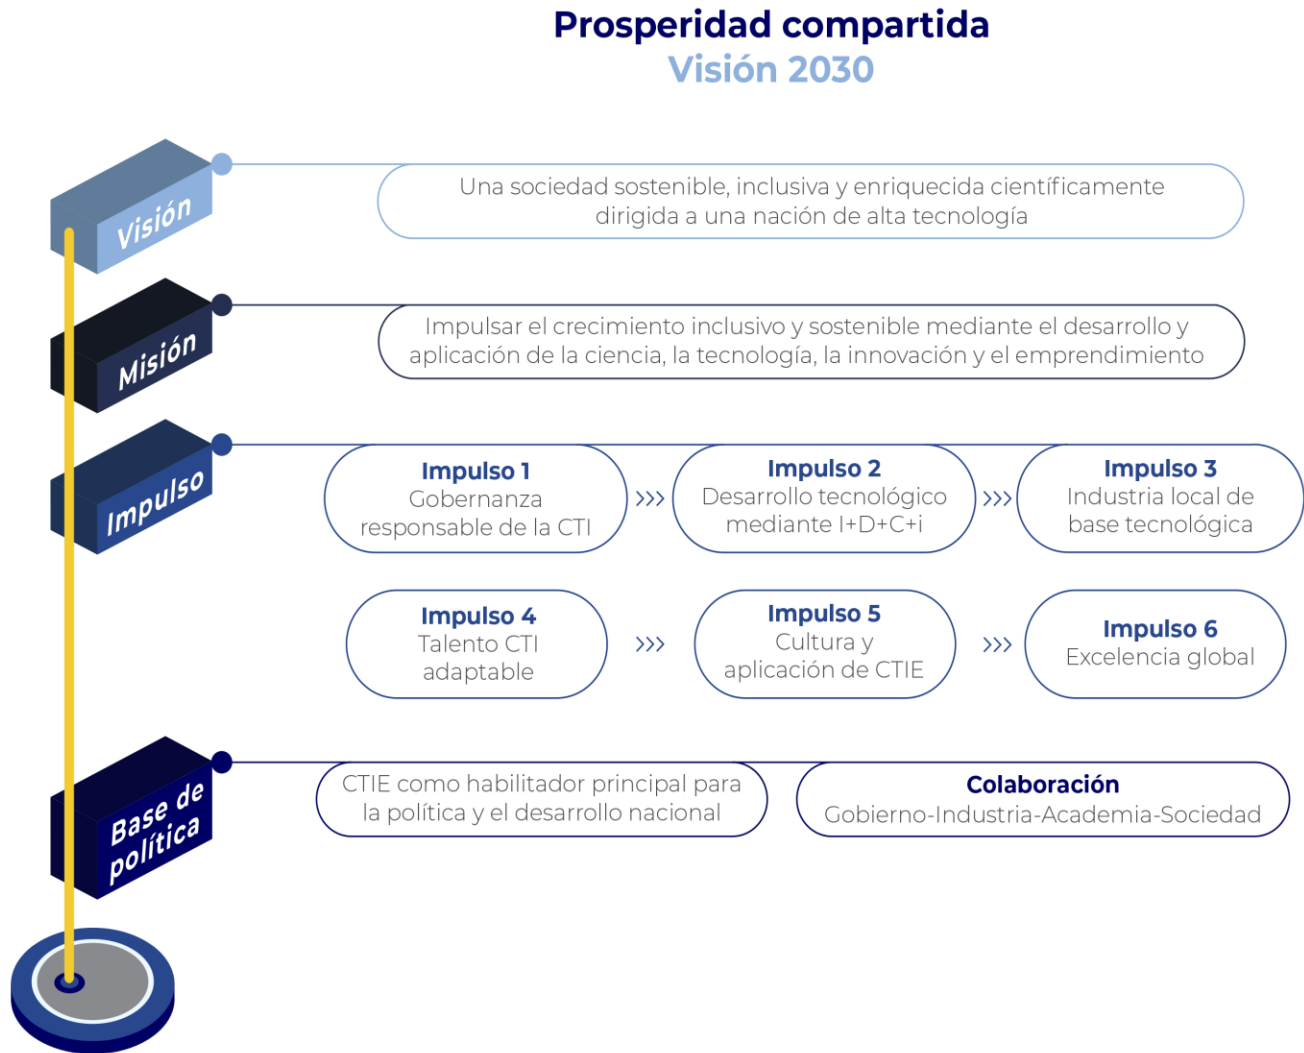 Prosperidad compartida
Visión 2030
Visión
Una sociedad sostenible, inclusiva y enriquecida científicamente
dirigida a una nación de alta tecnología
Misión
Impulsar el crecimiento inclusivo y sostenible mediante el desarrollo y
aplicación de la ciencia, la tecnología, la innovación y el emprendimiento
Impulso
Impulso 1
Gobernanza
responsable de la CTI
>>>
Impulso 2
Desarrollo tecnológico
mediante I+D+C+i
>>>
Impulso 3
Industria local de
base tecnológica
Impulso 4
Talento CTI
adaptable
>>>
Impulso 5
Cultura y
aplicación de CTIE
>>>
Impulso 6
Excelencia global
Base de
política
CTIE como habilitador principal para
la política y el desarrollo nacional
Colaboración
Gobierno-Industria-Academia-Sociedad